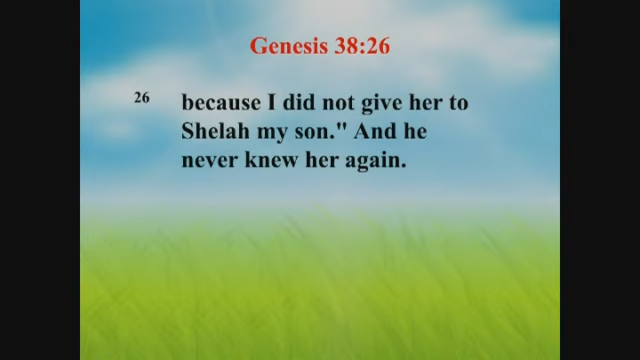 Genesis 38:26
26 because I did not give her to
Shelah my son." And he
never knew her again.